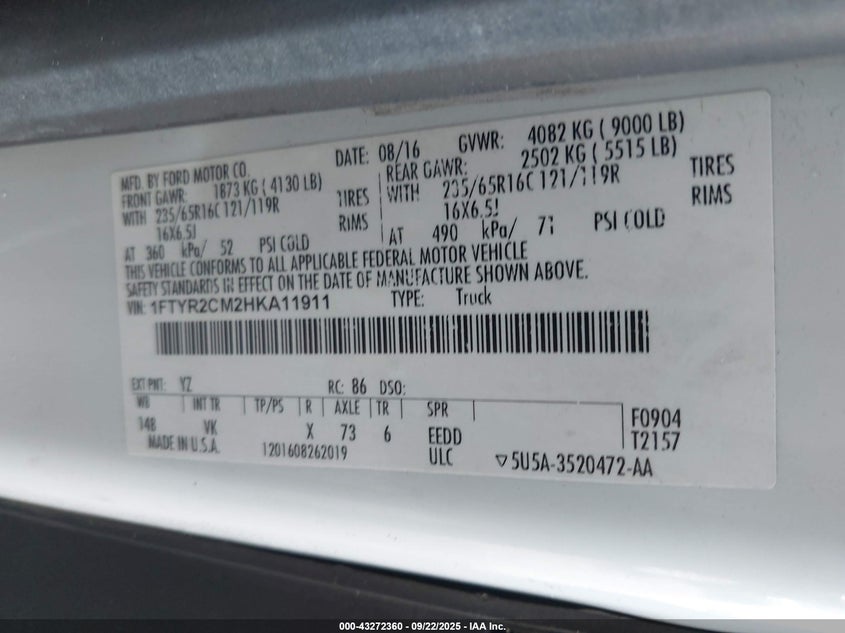 MFD. BY FORD MOTOR CO.
DATE: 08/16 GVWR: 4082 KG ( 9000 LB)
FRONT GAWR: 1873 KG ( 4130 LB)
REAR GAWR: 2502 KG ( 5515 LB)
WITH 235/65R16C 121/119R TIRES
WITH 235/65R16C 121/119R TIRES
16X6.5J RIMS
16X6.5J RIMS
AT 360 kPa/ 52 PSI COLD
AT 490 kPa/ 71 PSI COLD
THIS VEHICLE CONFORMS TO ALL APPLICABLE FEDERAL MOTOR VEHICLE
SAFETY STANDARDS IN EFFECT ON THE DATE OF MANUFACTURE SHOWN ABOVE.
VIN: 1FTYR2CM2HKA11911 TYPE: Truck
EXT PNT: YZ RC: 86 DSO:
WB INT TR TP/PS R AXLE TR SPR
148 VK X 73 6 EEDD
F0904
T2157
MADE IN U.S.A. 1201608262019 ULC ▽5U5A-3520472-AA
000-43272360 - 09/22/2025 - IAA Inc.